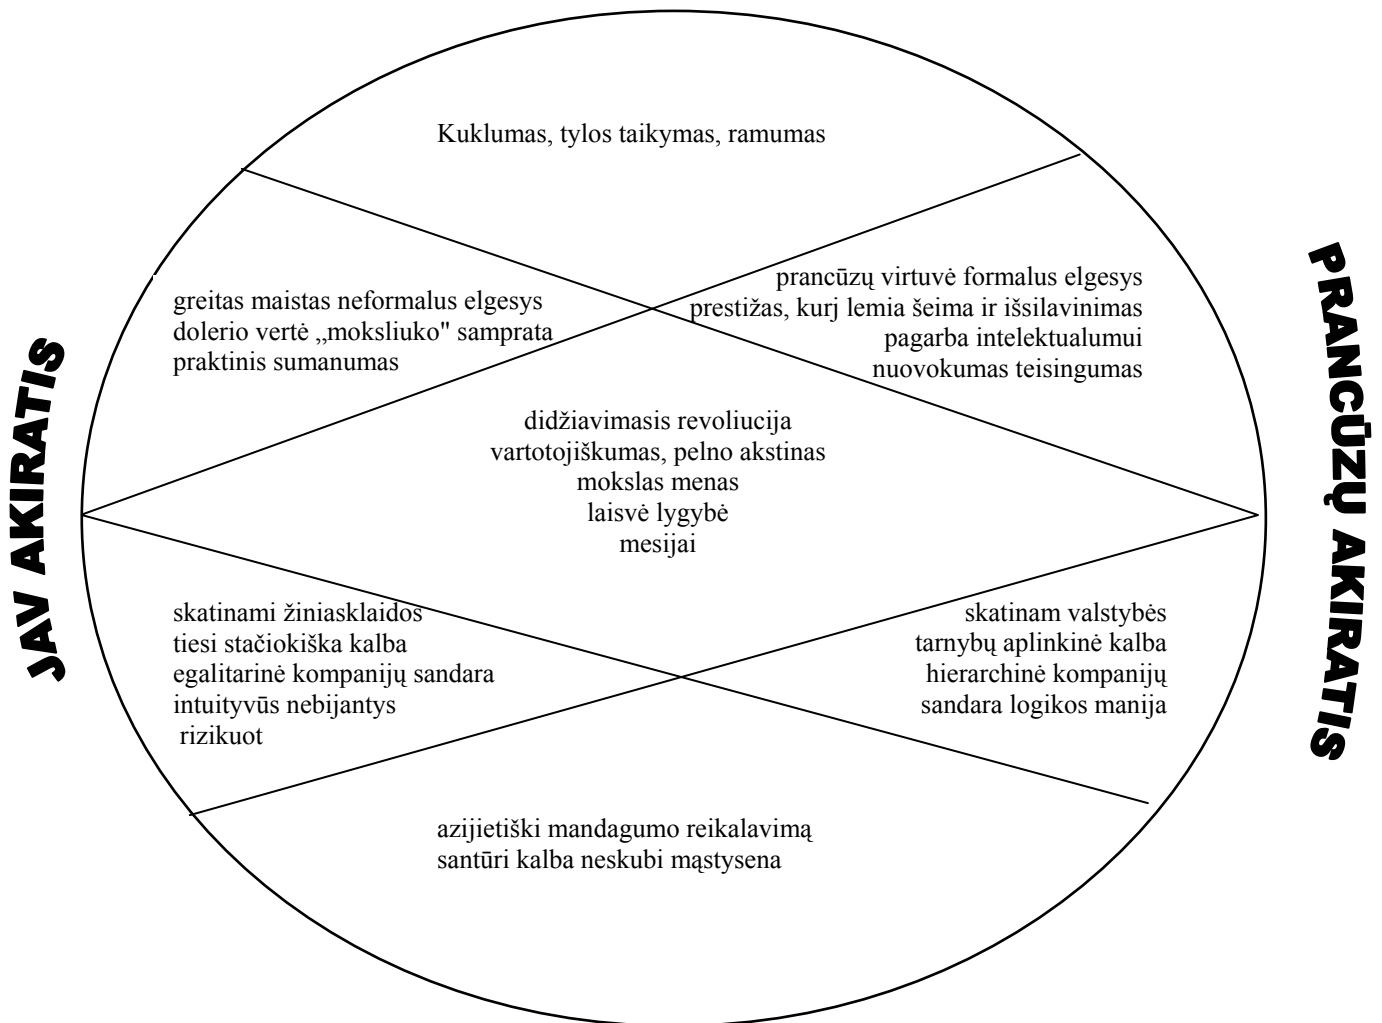 Kuklumas, tylos taikymas, ramumas
greitas maistas neformalus elgesys
dolerio vertė „moksliuko" samprata
praktinis sumanumas
prancūzų virtuvė formalus elgesys
prestižas, kurį lemia šeima ir išsilavinimas
pagarba intelektualumui
nuovokumas teisingumas
JAV AKIRATIS
PRANCŪZŲ AKIRATIS
didžiavimasis revoliucija
vartotojiškumas, pelno akstinas
mokslas menas
laisvė lygybė
mesijai
skatinami žiniasklaidos
tiesi stačiokiška kalba
egalitarinė kompanijų sandara
intuityvūs nebijantys
rizikuot
skatinam valstybės
tarnybų aplinkinė kalba
hierarchinė kompanijų
sandara logikos manija
azijietiški mandagumo reikalavimą
santūri kalba neskubi mąstysena